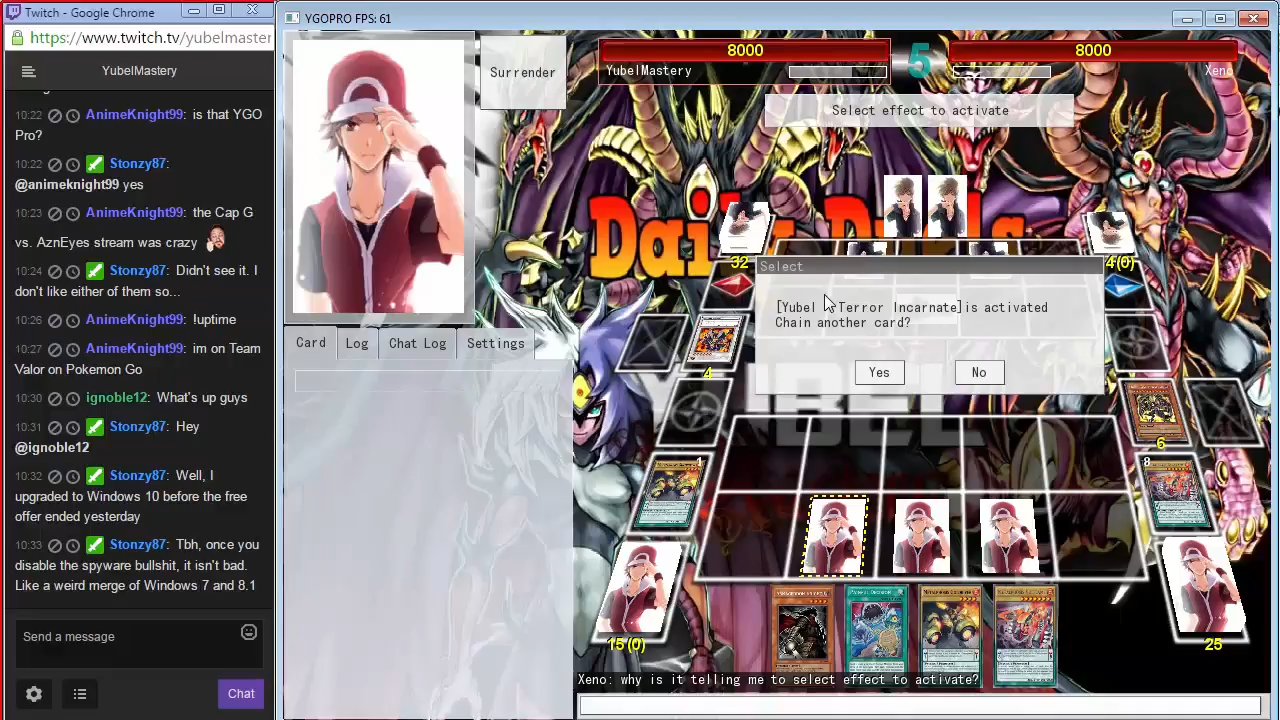 Twitch - Google Chrome
https://www.twitch.tv/yubelmaster
YubelMastery
10:22 AnimeKnight99: is that YGO
Pro?
10:22 Stonzy87:
@animeknight99 yes
10:23 AnimeKnight99: the Cap G
vs. AznEyes stream was crazy
10:24 Stonzy87: Didn't see it. I
don't like either of them so...
10:26 AnimeKnight99: !uptime
10:27 AnimeKnight99: im on Team
Valor on Pokemon Go
10:30 ignoble12: What's up guys
10:31 Stonzy87: Hey
@ignoble12
10:32 Stonzy87: Well, I
upgraded to Windows 10 before the free
offer ended yesterday
10:33 Stonzy87: Tbh, once you
disable the spyware bullshit, it isn't bad.
Like a weird merge of Windows 7 and 8.1
Send a message
Chat
YGOPRO FPS: 61
Surrender
Card Log Chat Log Settings
8000 5 8000
YubelMastery Xeno
Select effect to activate
32 4(0)
Select
[Yubel Terror Incarnate]is activated
Chain another card?
Yes No
4
YUBEL
6
1 8
15(0) 25
Xeno: why is it telling me to select effect to activate?